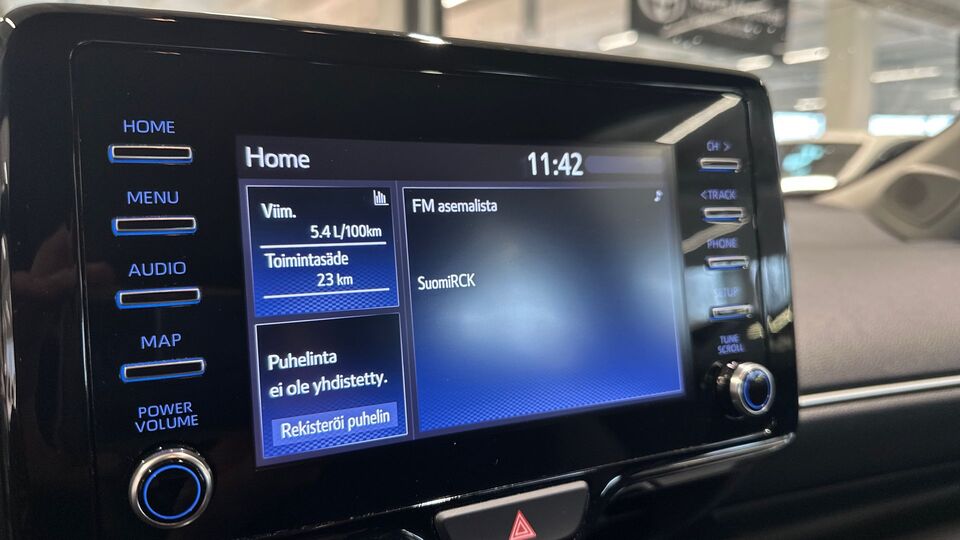 HOME
MENU
AUDIO
MAP
POWER
VOLUME
Home
11:42
Viim.
5.4 L/100km
Toimintasäde
23 km
Puhelinta
ei ole yhdistetty.
Rekisteröi puhelin
FM asemalista
SuomiRCK
CH >
< TRACK
PHONE
SETUP
TUNE
SCROLL